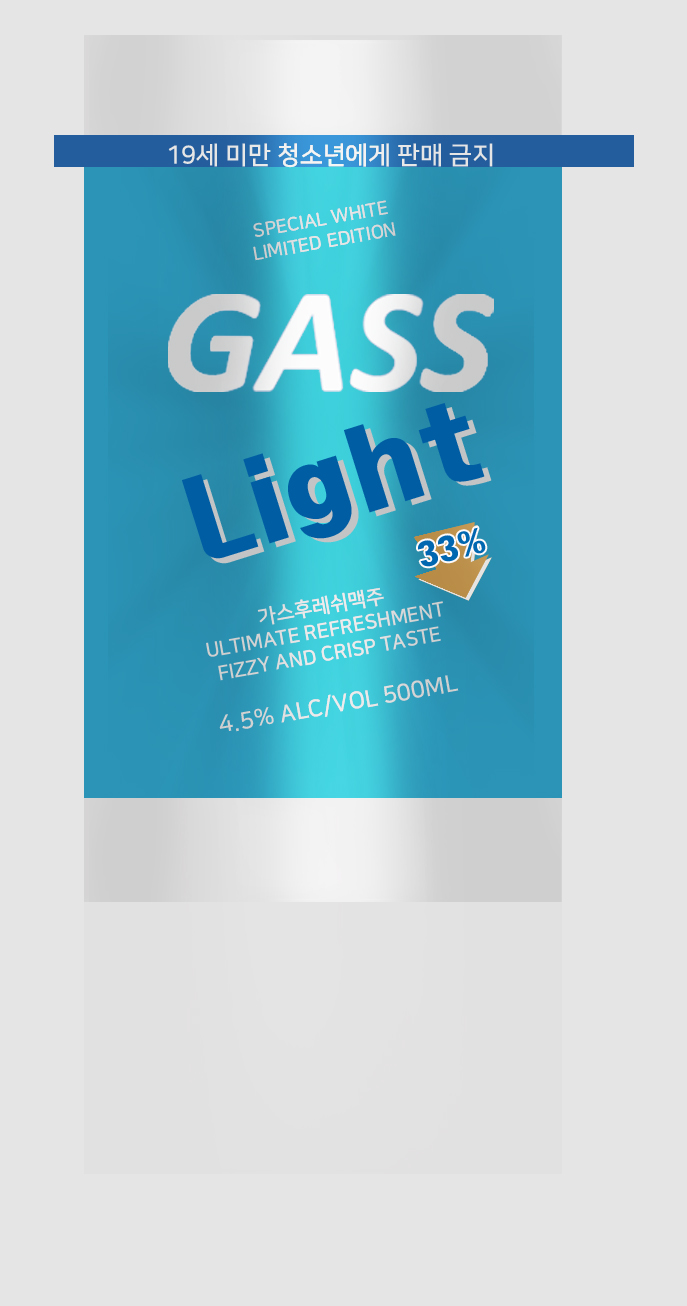 19세 미만 청소년에게 판매 금지
SPECIAL WHITE
LIMITED EDITION
GASS
Light
33%
가스후레쉬맥주
ULTIMATE REFRESHMENT
FIZZY AND CRISP TASTE
4.5% ALC/VOL 500ML